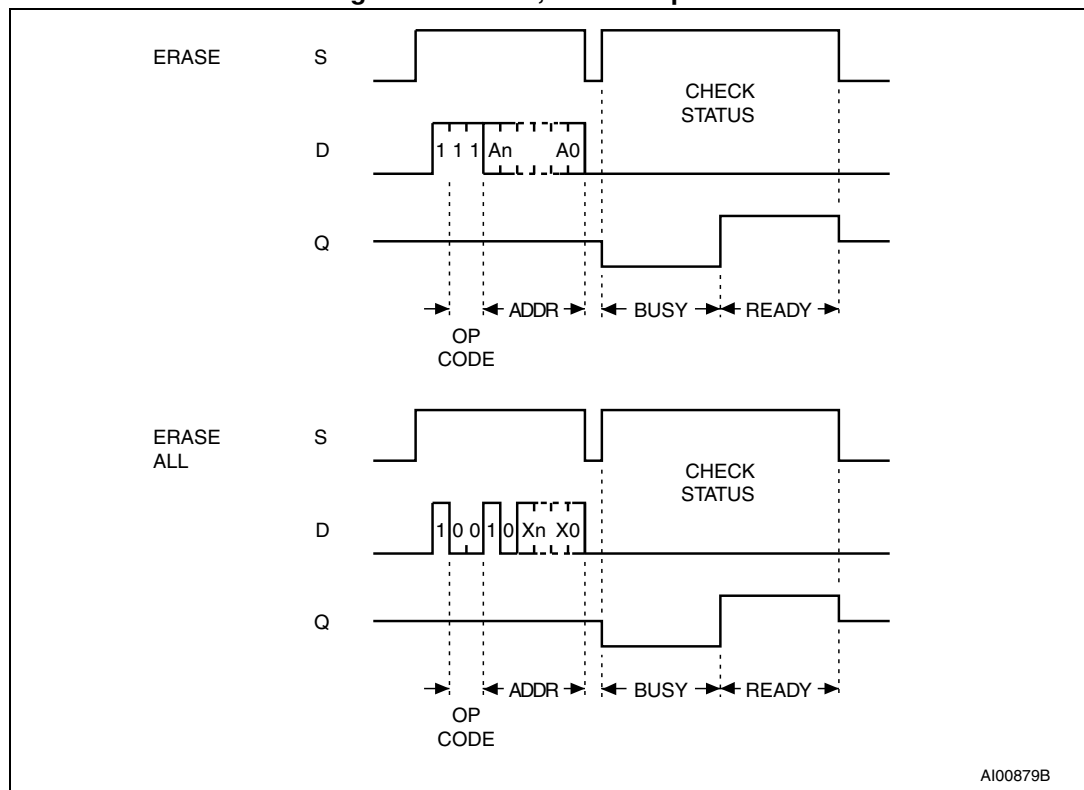 ERASE S
CHECK
STATUS
D 1 1 1 An A0
Q
ADDR BUSY READY
OP
CODE
ERASE
ALL
S
CHECK
STATUS
D 1 0 0 1 0 Xn X0
Q
ADDR BUSY READY
OP
CODE
AI00879B